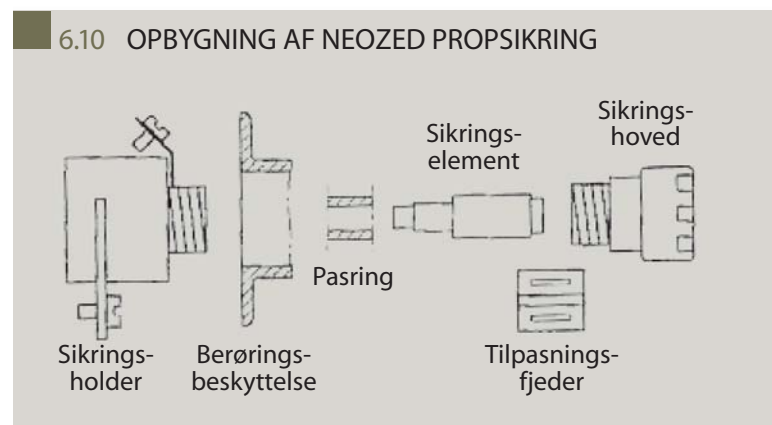 6.10 OPBYGNING AF NEOZED PROPSIKRING
Sikrings-
holder
Berørings-
beskyttelse
Pasring
Sikrings-
element
Sikrings-
hoved
Tilpasnings-
fjeder